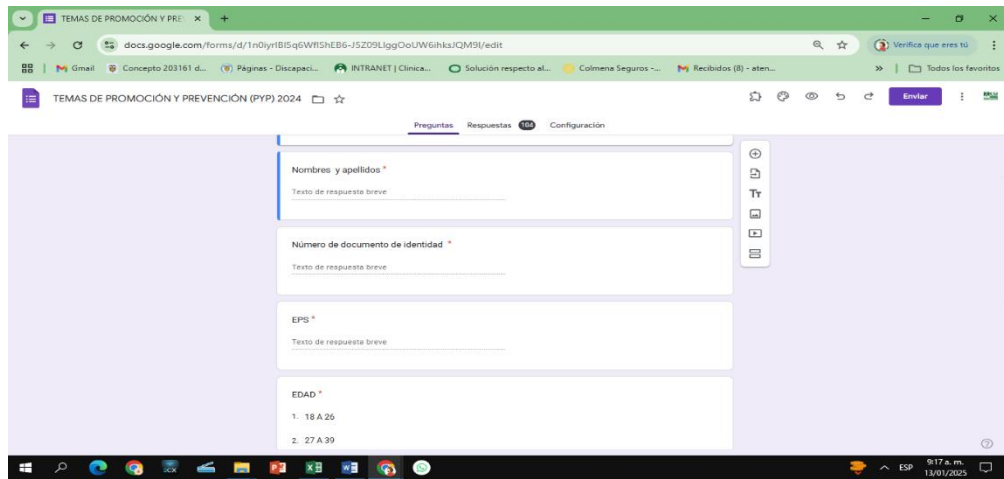 TEMAS DE PROMOCIÓN Y PRE
docs.google.com/forms/d/1n0iyrIBI5q6WfIShEB6-J5Z09LIggOoUW6ihksJQM9I/edit
Verifica que eres tú
Gmail Concepto 203161 d... Páginas - Discapaci... INTRANET | Clinica... Solución respecto al... Colmena Seguros -... Recibidos (8) - aten... » Todos los favoritos
TEMAS DE PROMOCIÓN Y PREVENCIÓN (PYP) 2024
Enviar
Preguntas Respuestas 104 Configuración
Nombres y apellidos *
Texto de respuesta breve
Número de documento de identidad *
Texto de respuesta breve
EPS *
Texto de respuesta breve
EDAD *
1. 18 A 26
2. 27 A 39
ESP
9:17 a. m.
13/01/2025